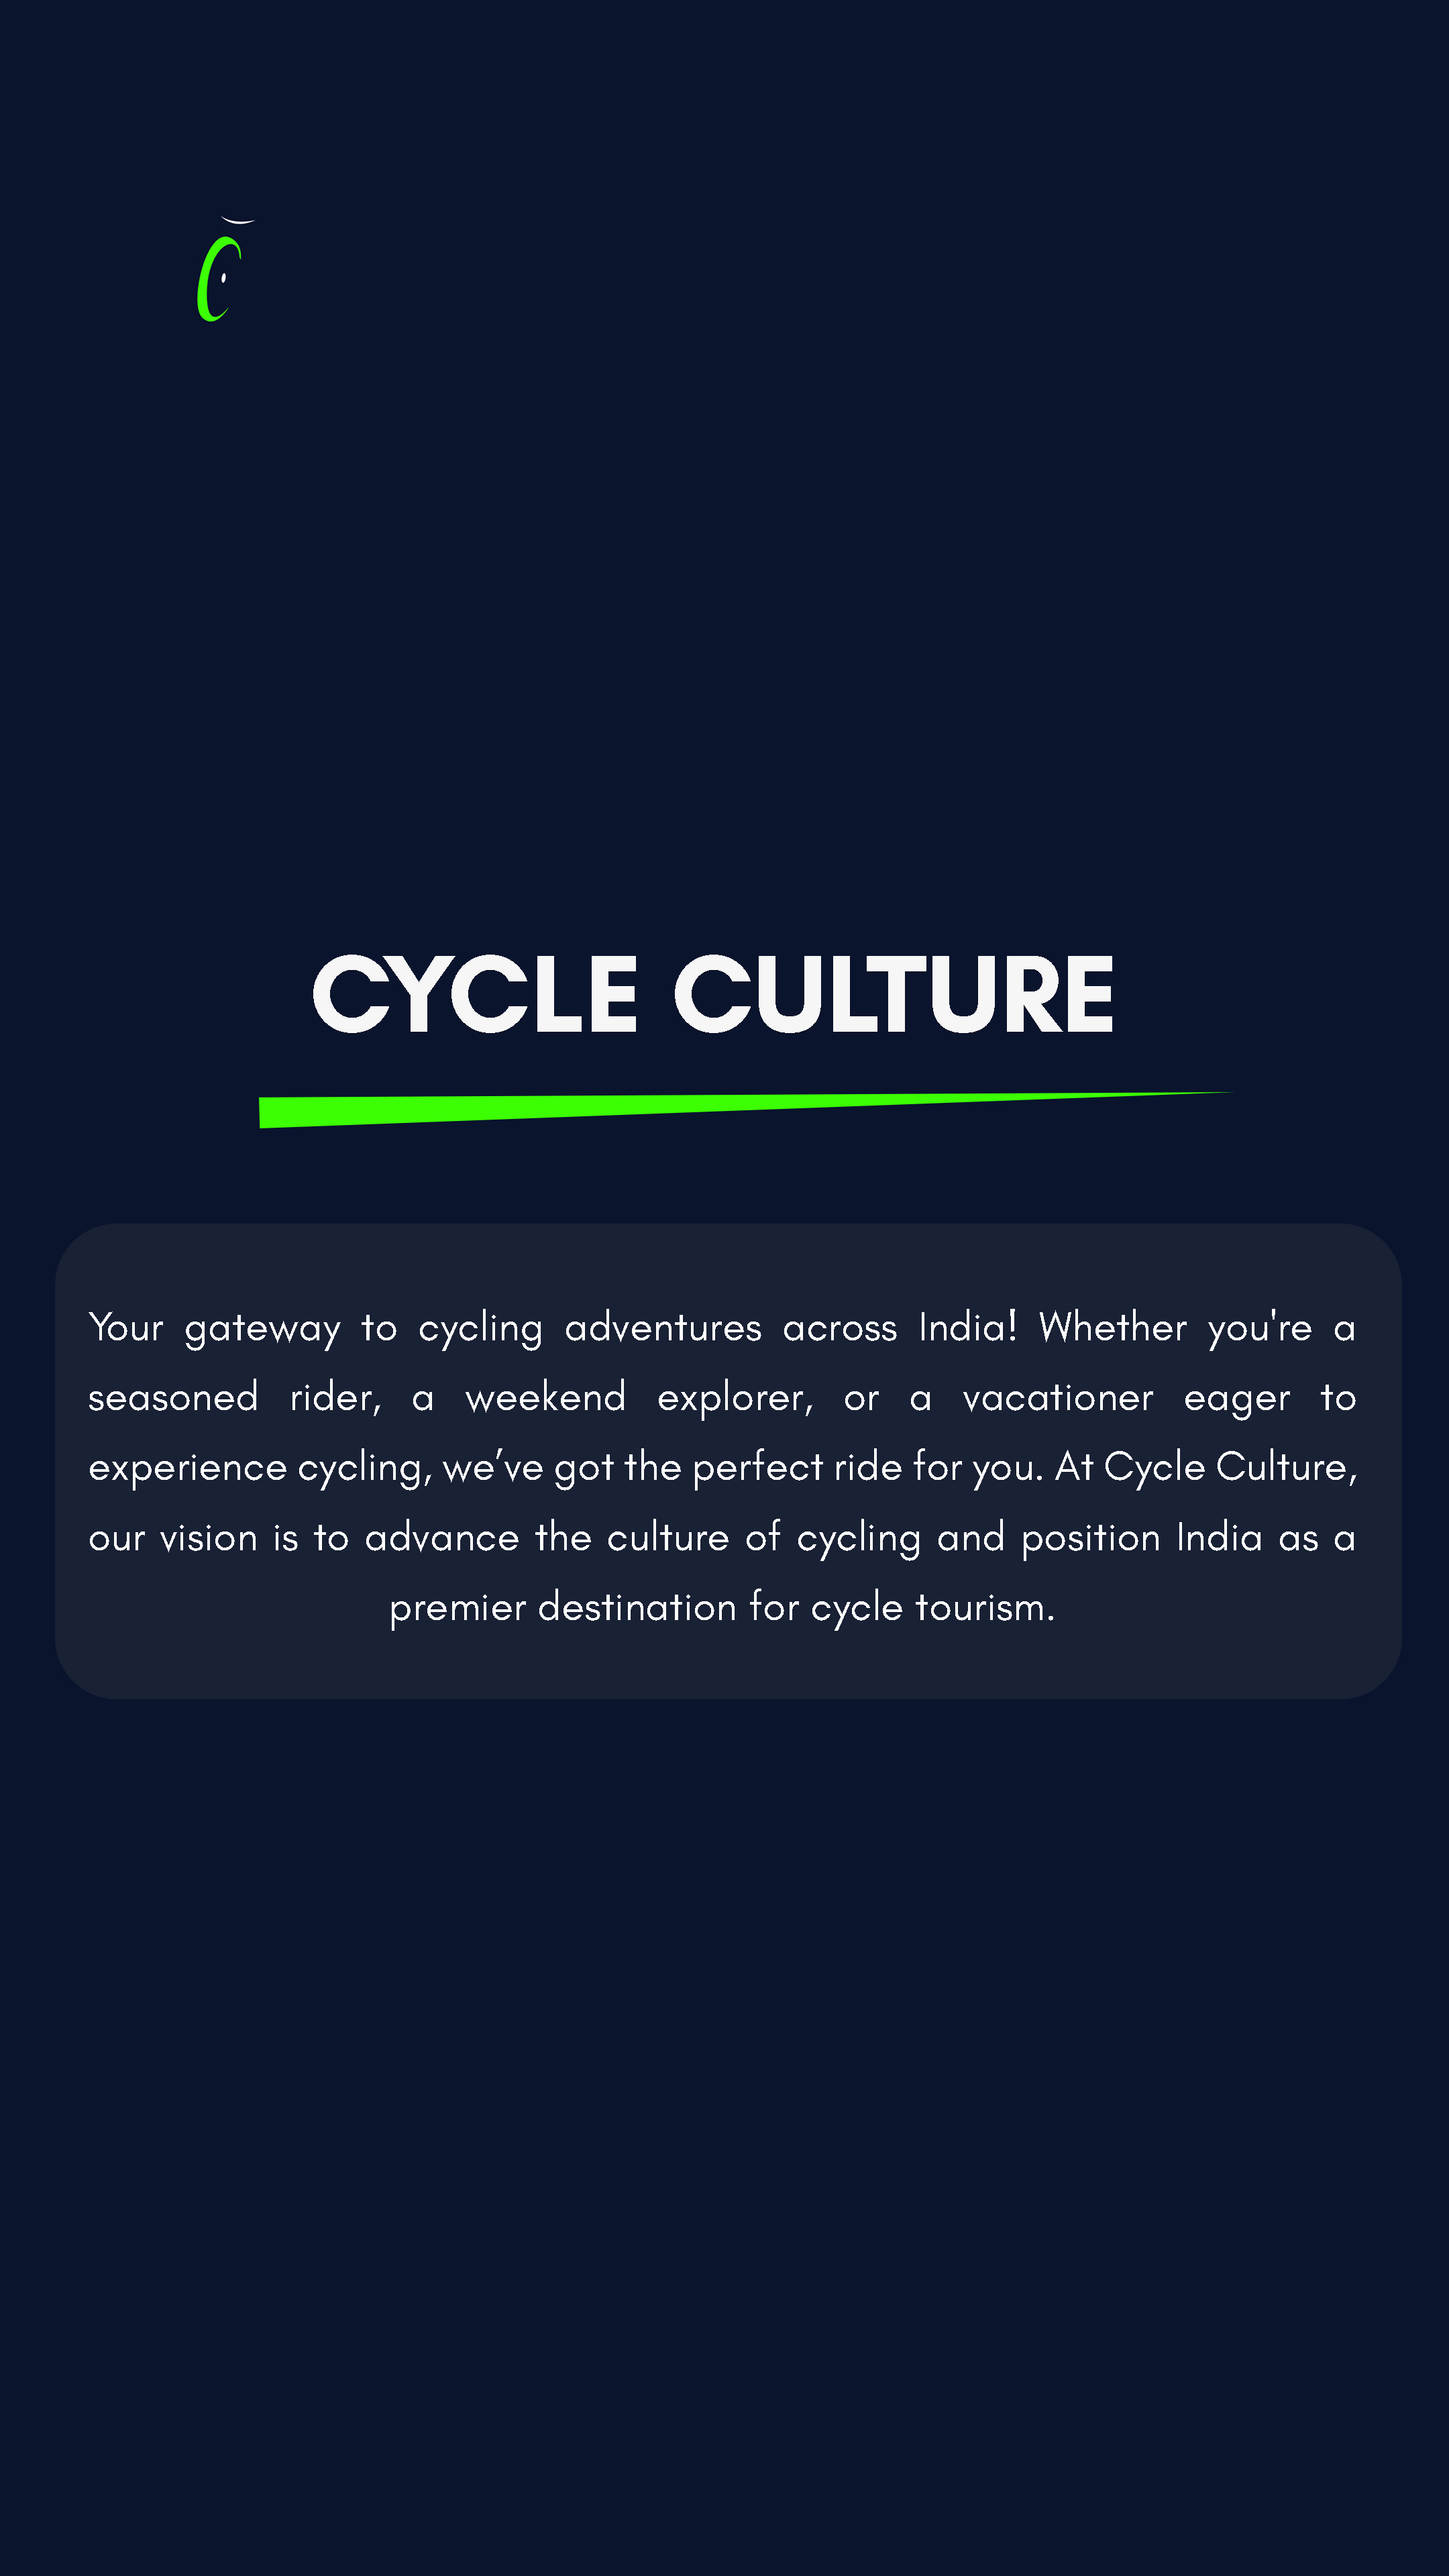 C
CYCLE CULTURE
Your gateway to cycling adventures across India! Whether you're a
seasoned rider, a weekend explorer, or a vacationer eager to
experience cycling, we’ve got the perfect ride for you. At Cycle Culture,
our vision is to advance the culture of cycling and position India as a
premier destination for cycle tourism.